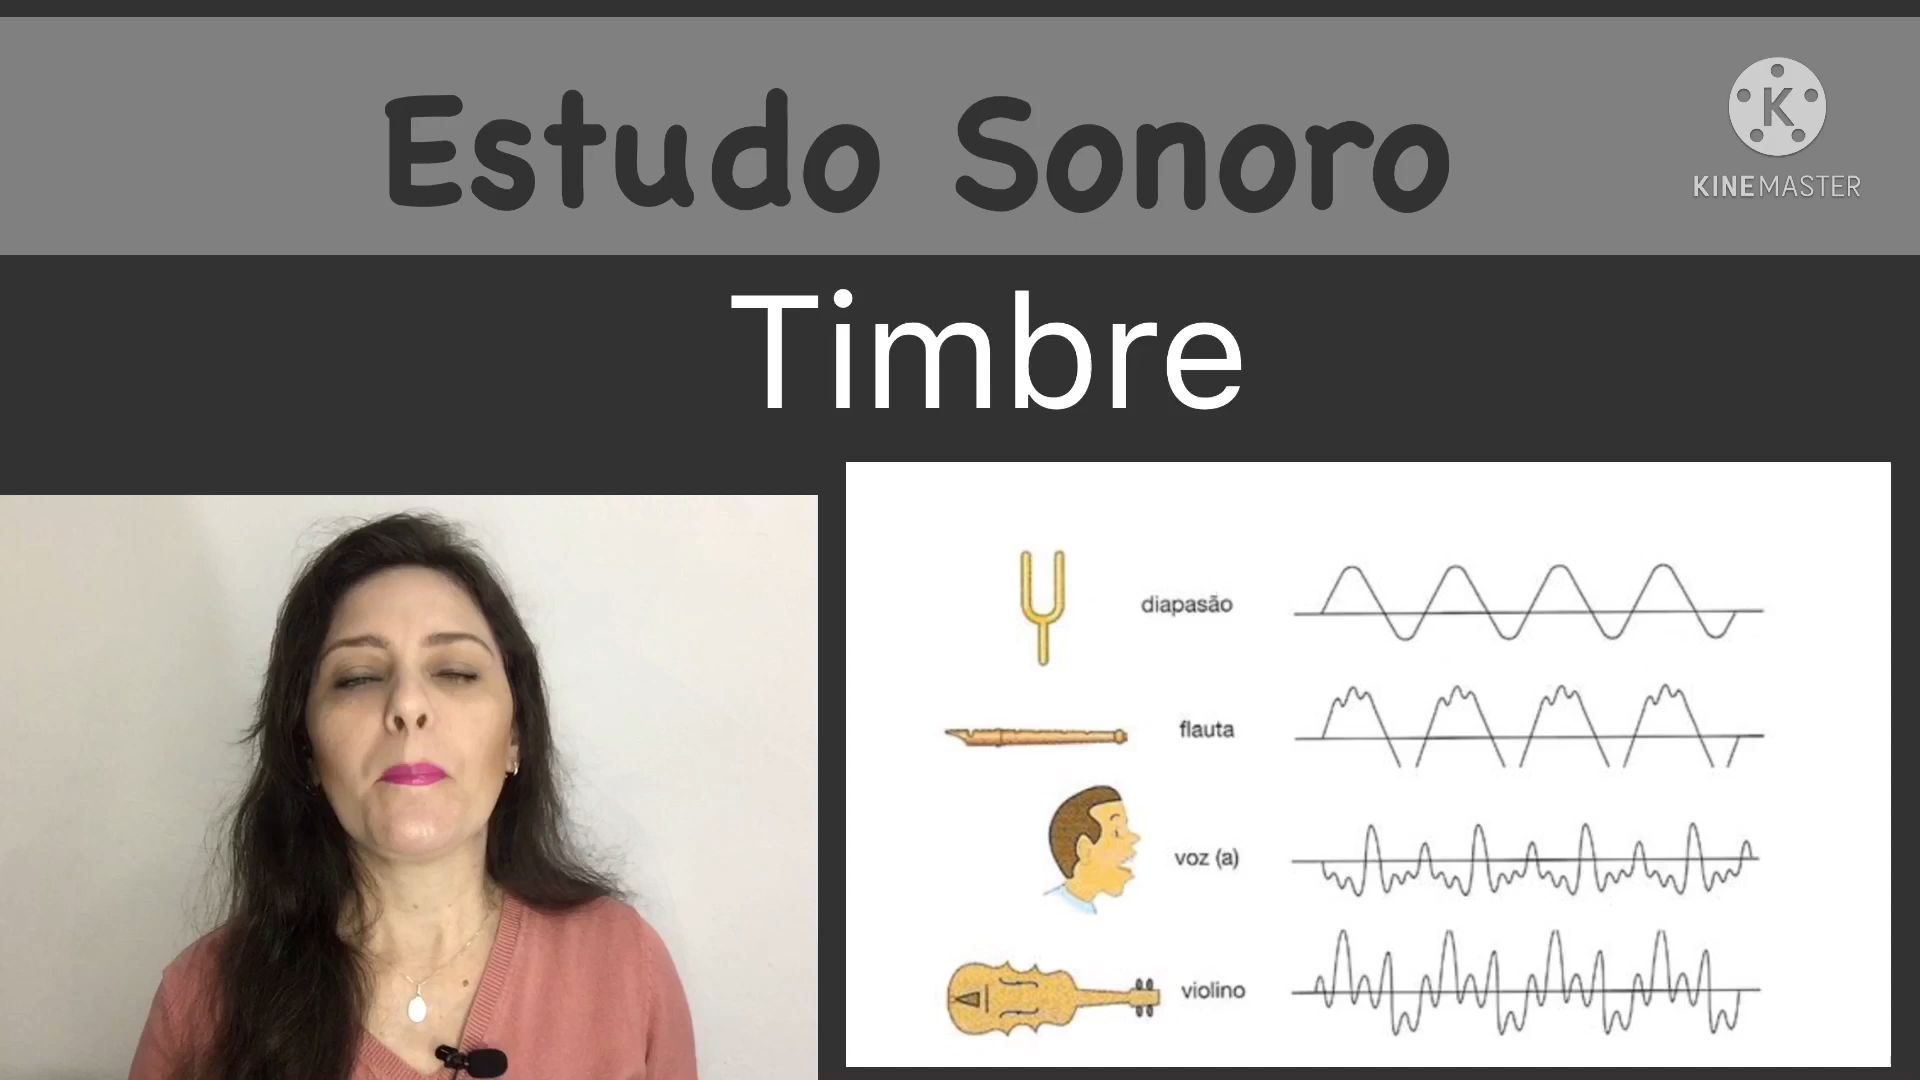 Estudo Sonoro
K
KINEMASTER
Timbre
diapasão
flauta
voz (a)
violino